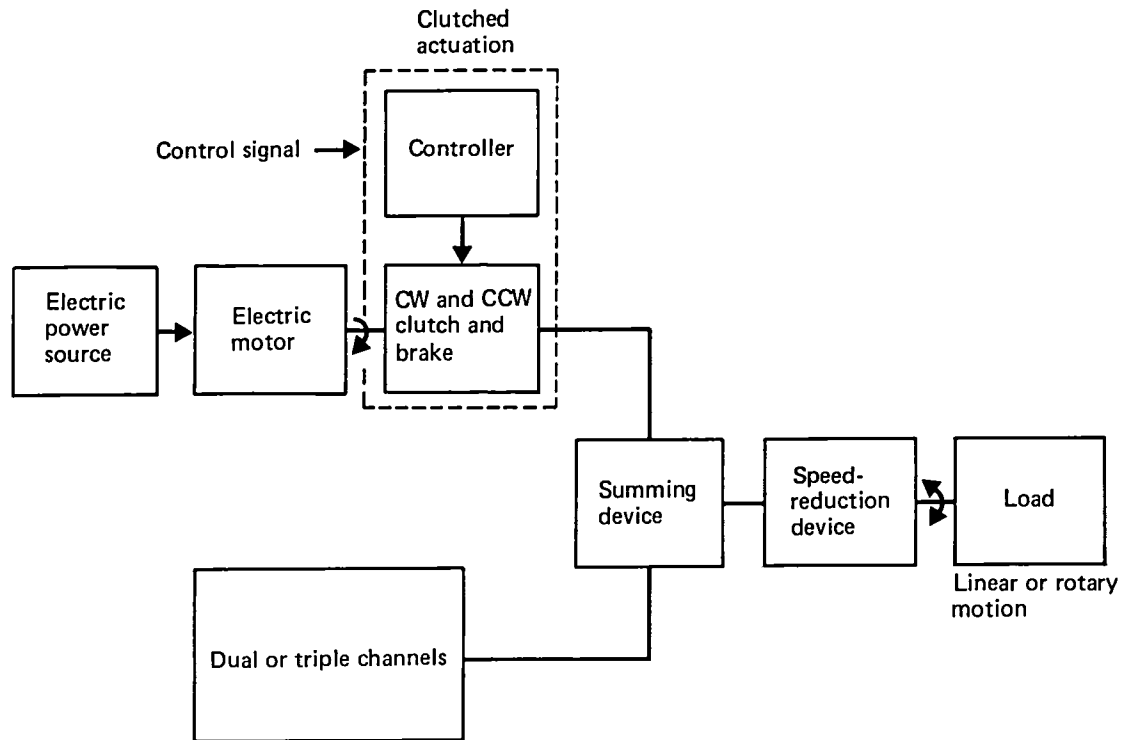 Clutched
actuation
Control signal
Controller
Electric
power
source
Electric
motor
CW and CCW
clutch and
brake
Summing
device
Speed-
reduction
device
Load
Linear or rotary
motion
Dual or triple channels